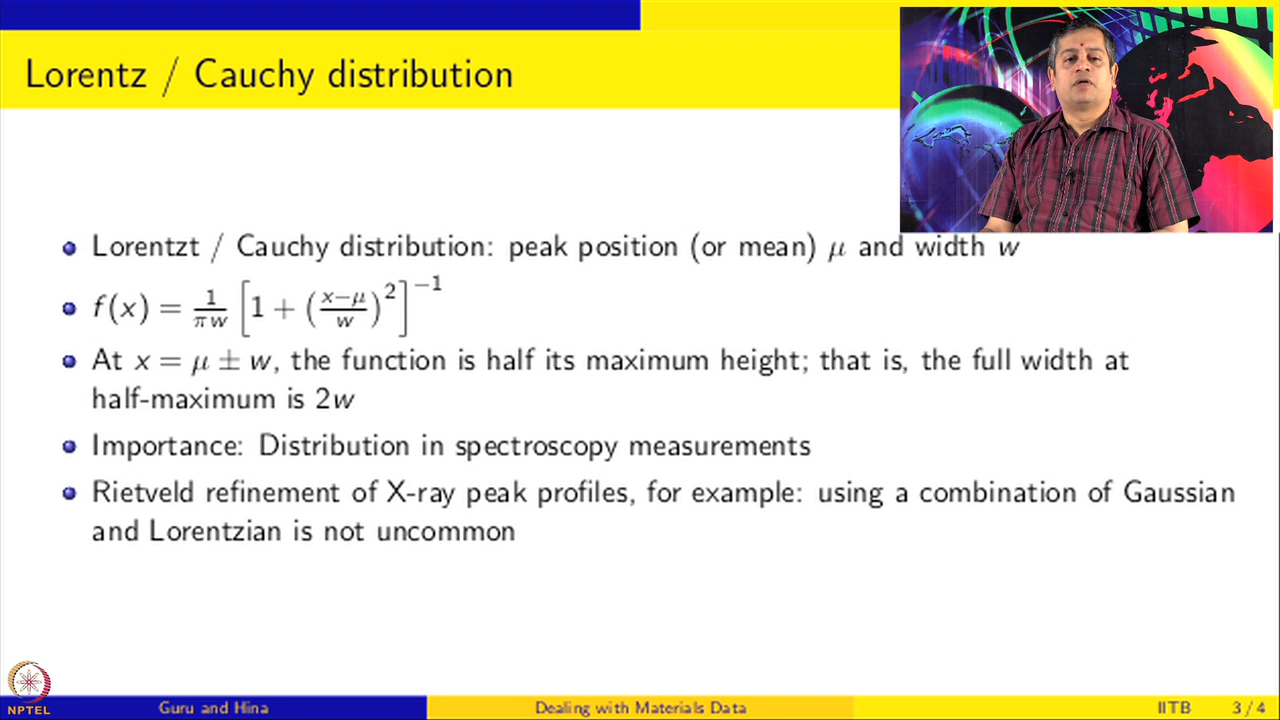 Lorentz / Cauchy distribution
Lorentzt / Cauchy distribution: peak position (or mean) μ and width w
f(x) = \frac{1}{πw} [1 + (\frac{x−μ}{w})^2]^{−1}
At x = μ ± w, the function is half its maximum height; that is, the full width at
half-maximum is 2w
Importance: Distribution in spectroscopy measurements
Rietveld refinement of X-ray peak profiles, for example: using a combination of Gaussian
and Lorentzian is not uncommon
NPTEL
Guru and Hina
Dealing with Materials Data
IITB
3 / 4